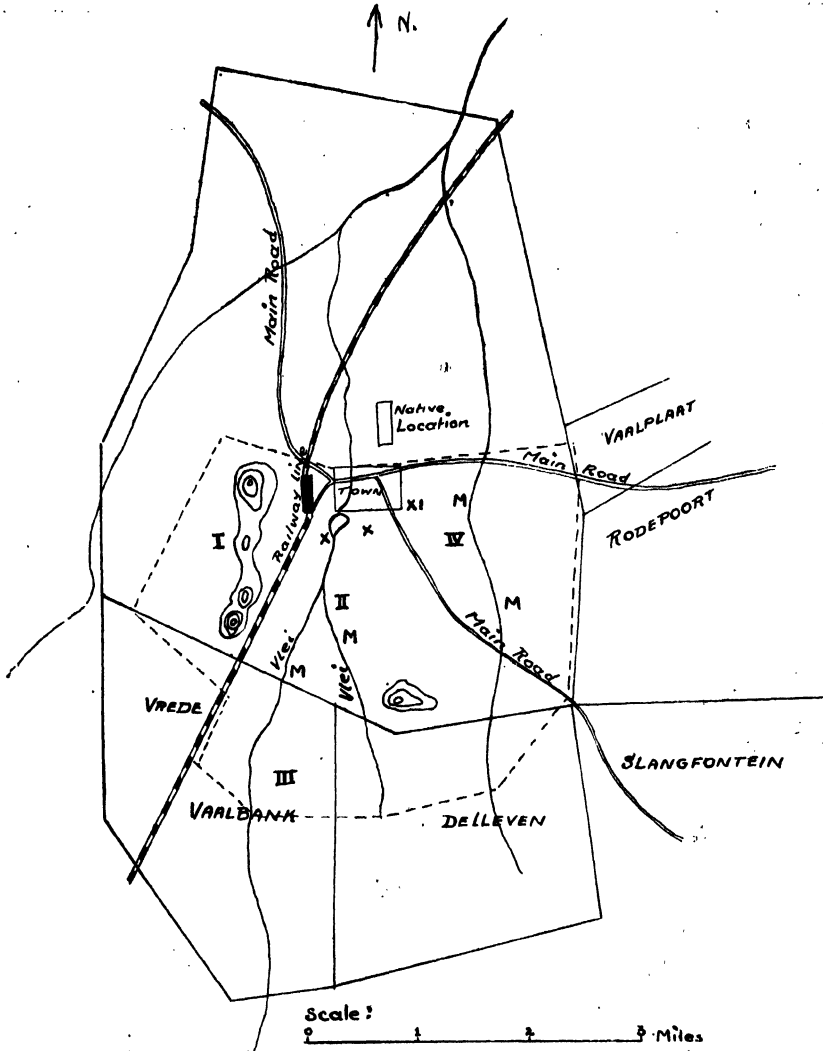 N.
Main Road
Native
Location
VAALPLAAT
Main Road
RODEPOORT
Railway line
TOWN
M
XI
X
X
I
IV
II
M
M
Vlei
M
Vlei
Main Road
VREDE
SLANGFONTEIN
III
VAALBANK
DELLEVEN
Scale:
0 1 2 3 Miles